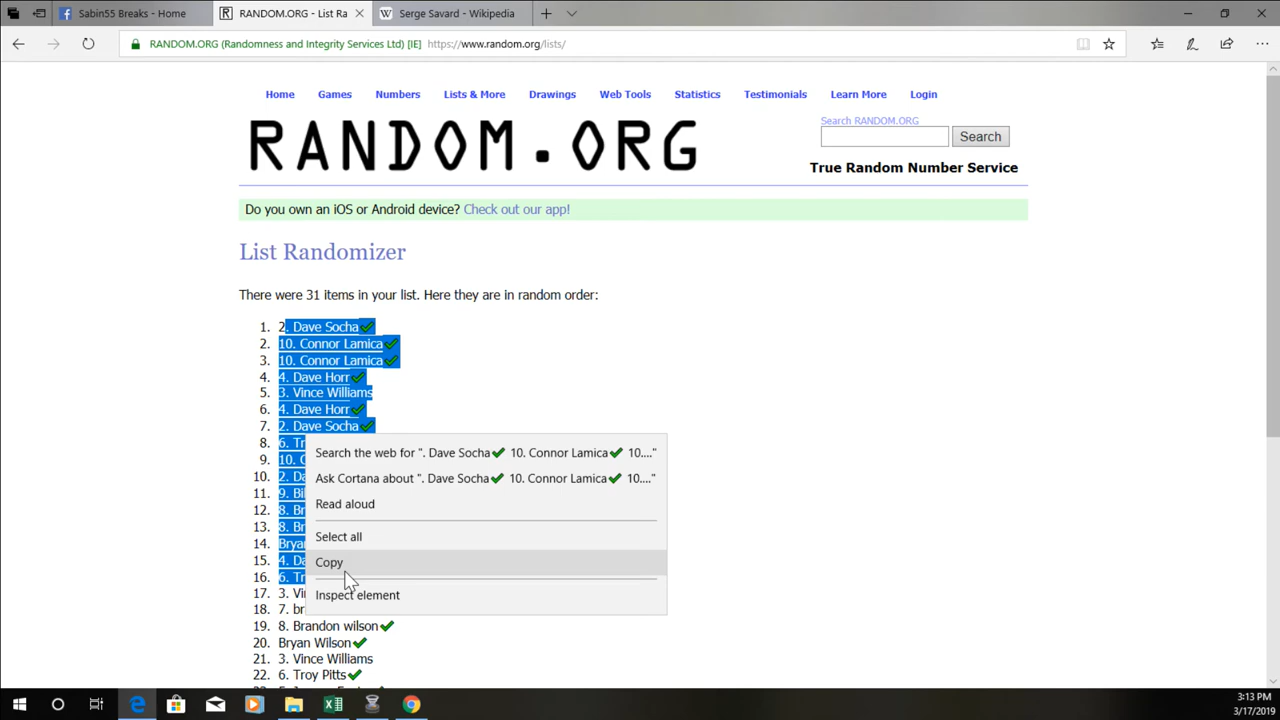 Sabin55 Breaks - Home
RANDOM.ORG - List Ra
Serge Savard - Wikipedia
RANDOM.ORG (Randomness and Integrity Services Ltd) [IE] https://www.random.org/lists/
Home Games Numbers Lists & More Drawings Web Tools Statistics Testimonials Learn More Login
Search RANDOM.ORG
RANDOM.ORG
Search
True Random Number Service
Do you own an iOS or Android device? Check out our app!
List Randomizer
There were 31 items in your list. Here they are in random order:
1. 2. Dave Socha✔
2. 10. Connor Lamica✔
3. 10. Connor Lamica✔
4. 4. Dave Horr✔
5. 3. Vince Williams
6. 4. Dave Horr✔
7. 2. Dave Socha✔
8. 6. Tr
9. 10. C
10. 2. Da
11. 9. Bil
12. 8. Br
13. 8. Br
14. Brya
15. 4. Da
16. 6. Tr
17. 3. Vi
18. 7. br
19. 8. Brandon wilson✔
20. Bryan Wilson✔
21. 3. Vince Williams
22. 6. Troy Pitts✔
Search the web for ". Dave Socha✔ 10. Connor Lamica✔ 10...."
Ask Cortana about ". Dave Socha✔ 10. Connor Lamica✔ 10...."
Read aloud
Select all
Copy
Inspect element
3:13 PM
3/17/2019